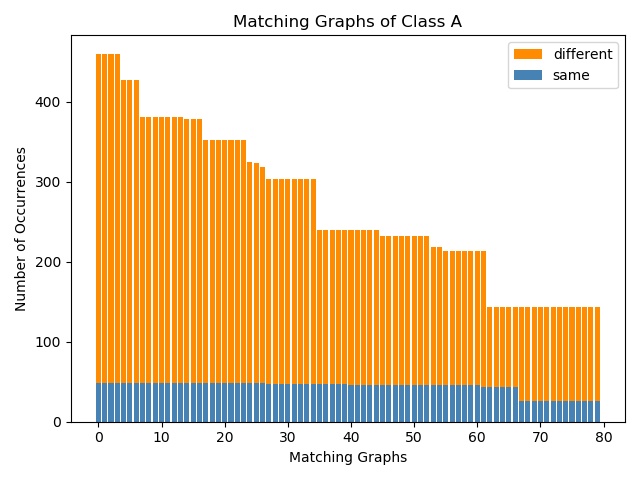 Matching Graphs of Class A
different
same
400
300
200
100
0
Number of Occurrences
0 10 20 30 40 50 60 70 80
Matching Graphs